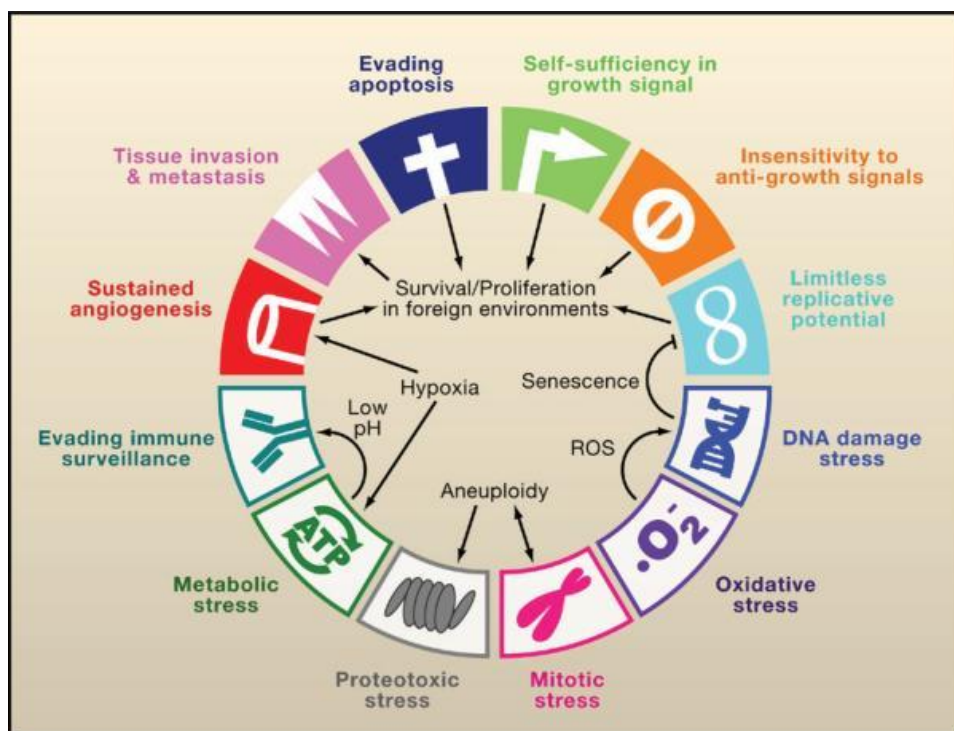 Evading
apoptosis
Self-sufficiency in
growth signal
Tissue invasion
& metastasis
Insensitivity to
anti-growth signals
Survival/Proliferation
in foreign environments
Sustained
angiogenesis
Limitless
replicative
potential
Hypoxia
Senescence
Low
pH
Evading immune
surveillance
ROS
DNA damage
stress
Aneuploidy
ATP
•O2-
Metabolic
stress
Oxidative
stress
Proteotoxic
stress
Mitotic
stress